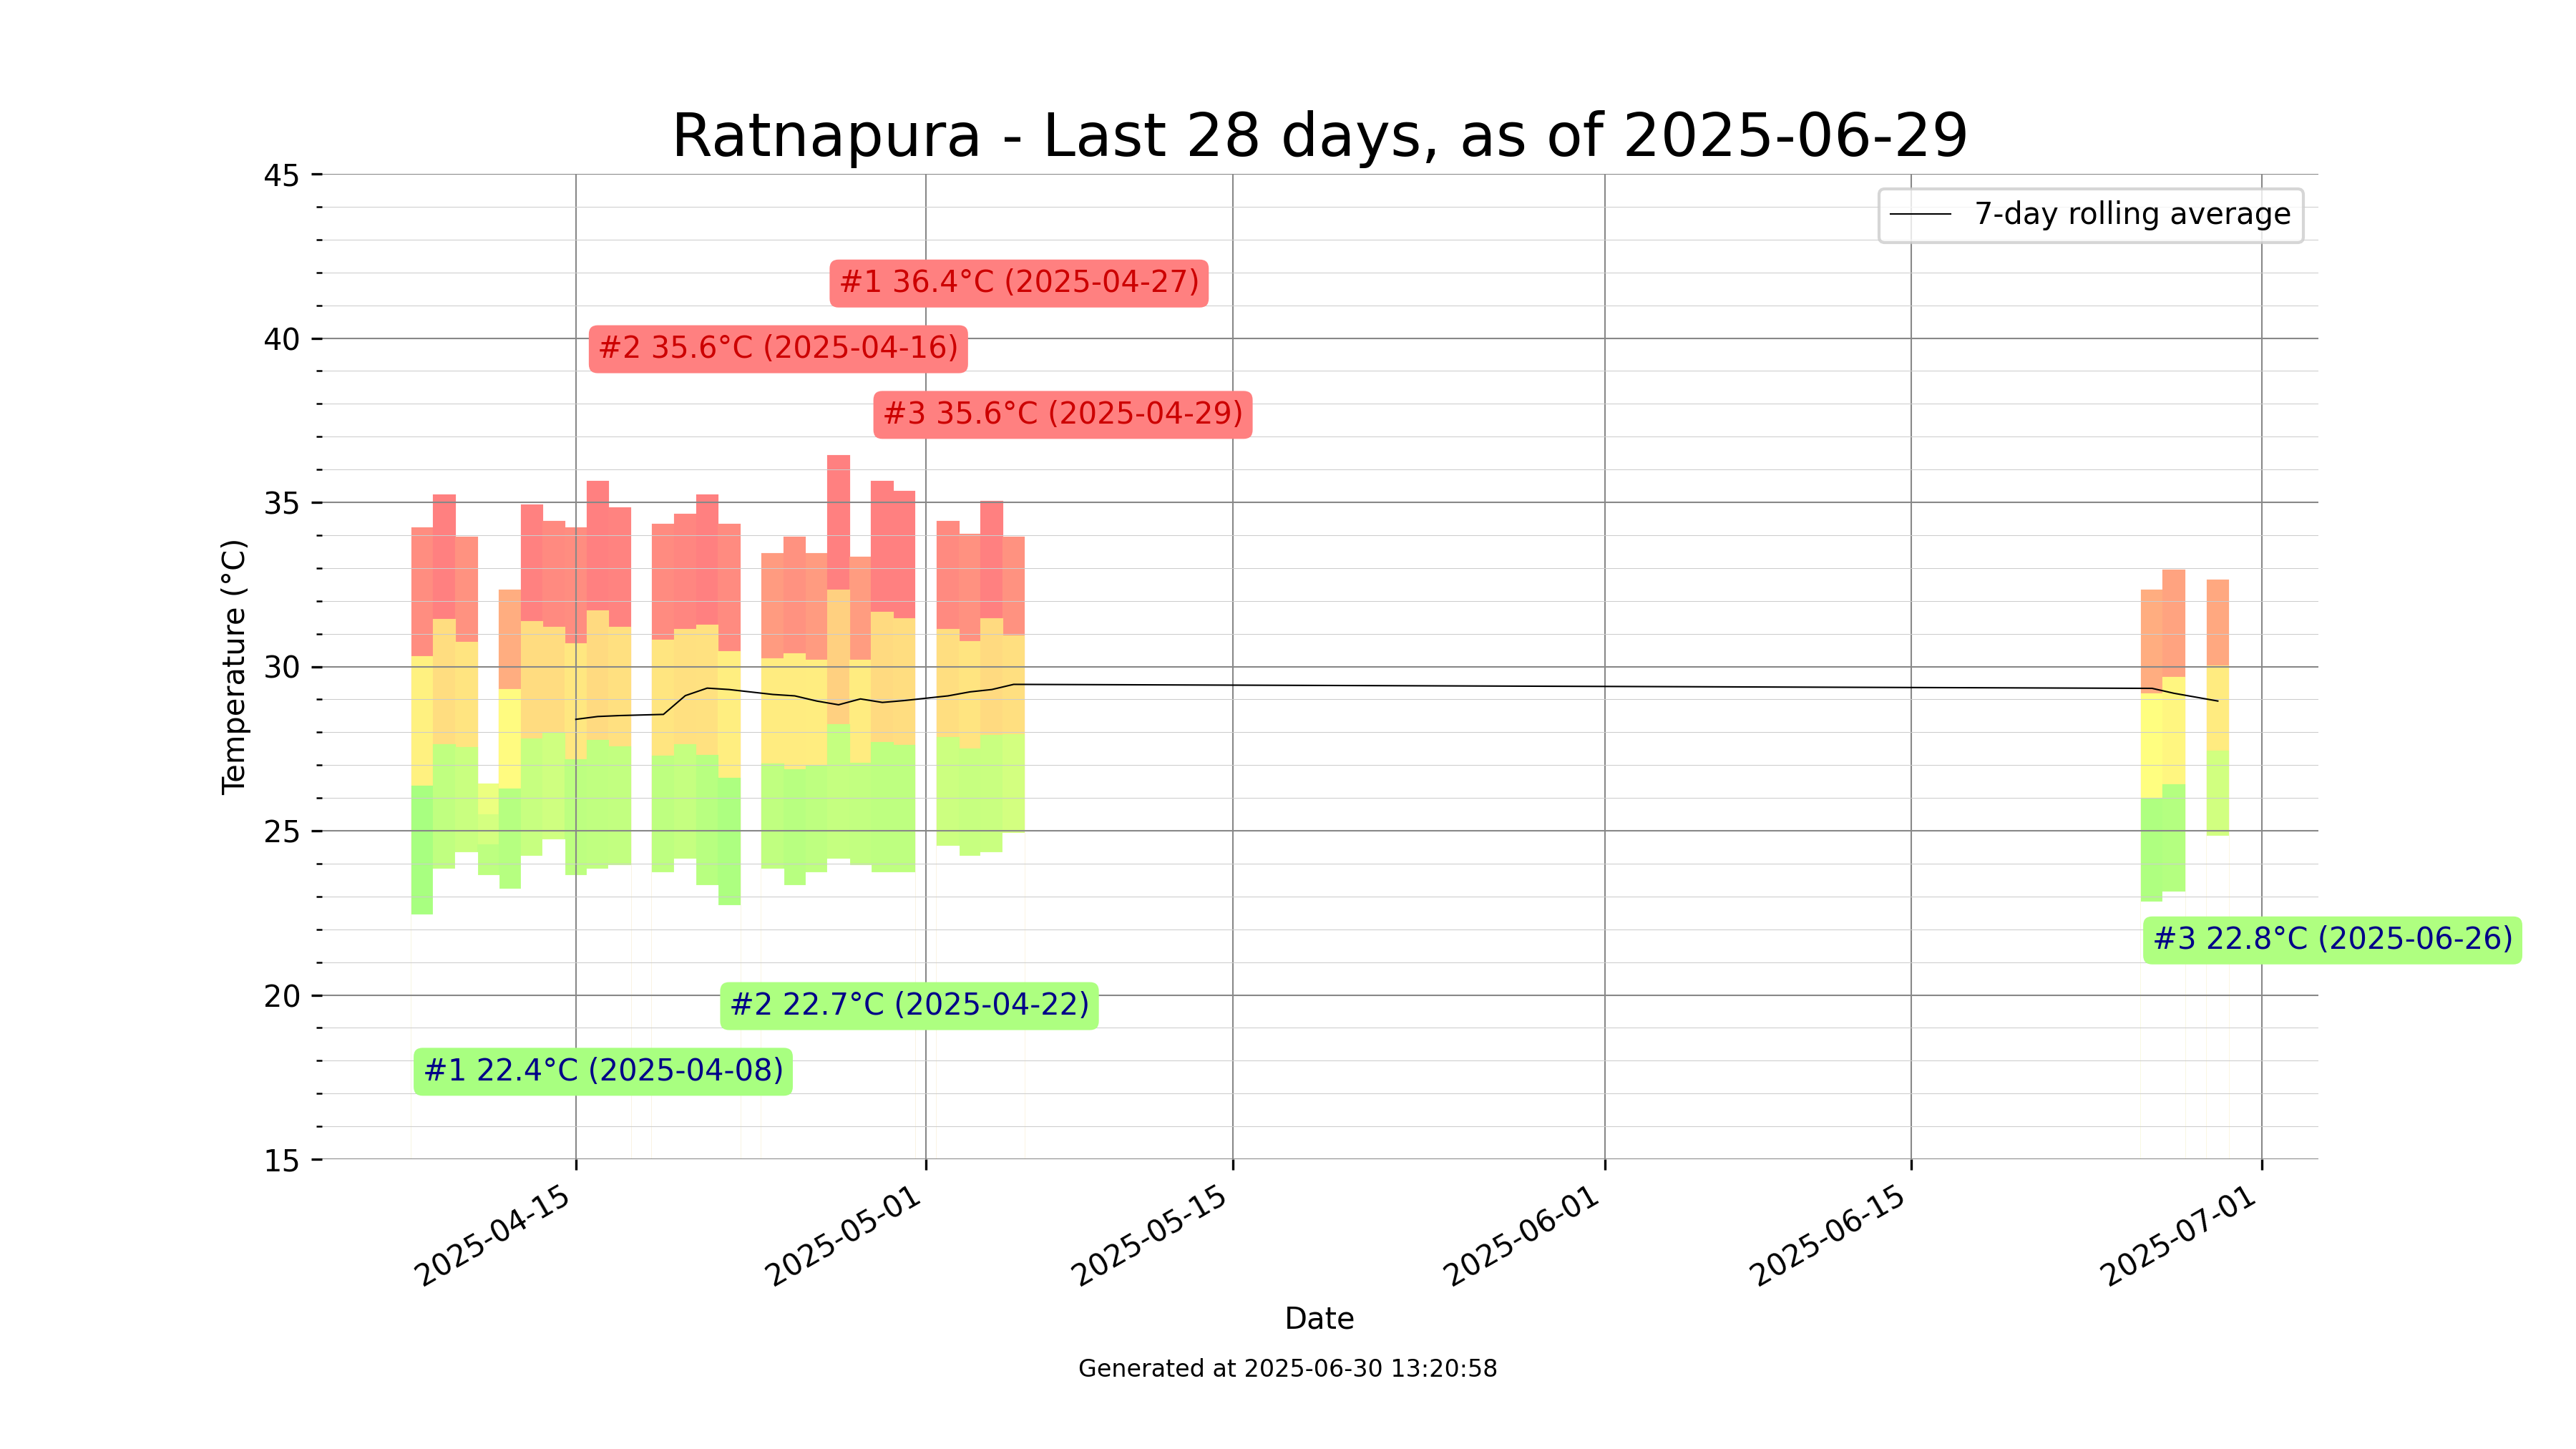 Ratnapura - Last 28 days, as of 2025-06-29
7-day rolling average
Temperature (°C)
45
40
35
30
25
20
15
#1 36.4°C (2025-04-27)
#2 35.6°C (2025-04-16)
#3 35.6°C (2025-04-29)
#3 22.8°C (2025-06-26)
#2 22.7°C (2025-04-22)
#1 22.4°C (2025-04-08)
2025-04-15
2025-05-01
2025-05-15
2025-06-01
2025-06-15
2025-07-01
Date
Generated at 2025-06-30 13:20:58